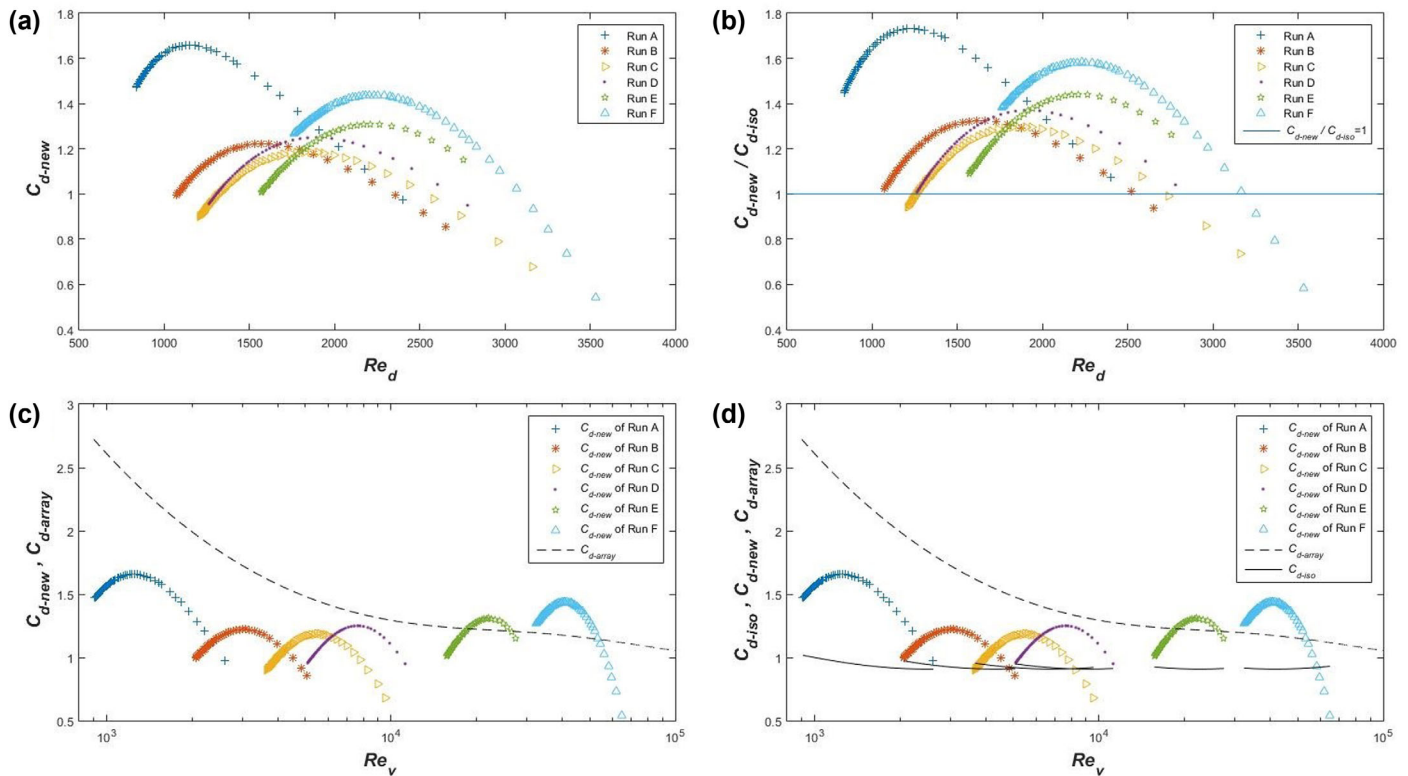 (a)
C_d-new
1.8
1.6
1.4
1.2
1
0.8
0.6
0.4
500 1000 1500 2000 2500 3000 3500 4000
Re_d
Run A
Run B
Run C
Run D
Run E
Run F
(b)
C_d-new / C_d-iso
1.8
1.6
1.4
1.2
1
0.8
0.6
0.4
500 1000 1500 2000 2500 3000 3500 4000
Re_d
Run A
Run B
Run C
Run D
Run E
Run F
C_d-new / C_d-iso=1
(c)
C_d-new , C_d-array
3
2.5
2
1.5
1
0.5
10^3 10^4 10^5
Re_v
C_d-new of Run A
C_d-new of Run B
C_d-new of Run C
C_d-new of Run D
C_d-new of Run E
C_d-new of Run F
C_d-array
(d)
C_d-iso , C_d-new , C_d-array
3
2.5
2
1.5
1
0.5
10^3 10^4 10^5
Re_v
C_d-new of Run A
C_d-new of Run B
C_d-new of Run C
C_d-new of Run D
C_d-new of Run E
C_d-new of Run F
C_d-array
C_d-iso